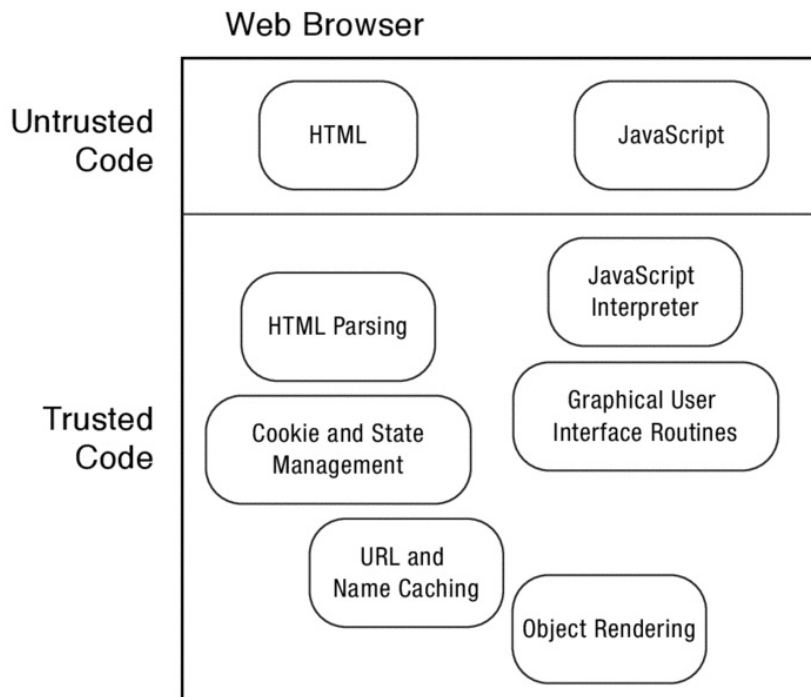 Web Browser
Untrusted
Code
HTML
JavaScript
Trusted
Code
JavaScript
Interpreter
HTML Parsing
Graphical User
Interface Routines
Cookie and State
Management
URL and
Name Caching
Object Rendering